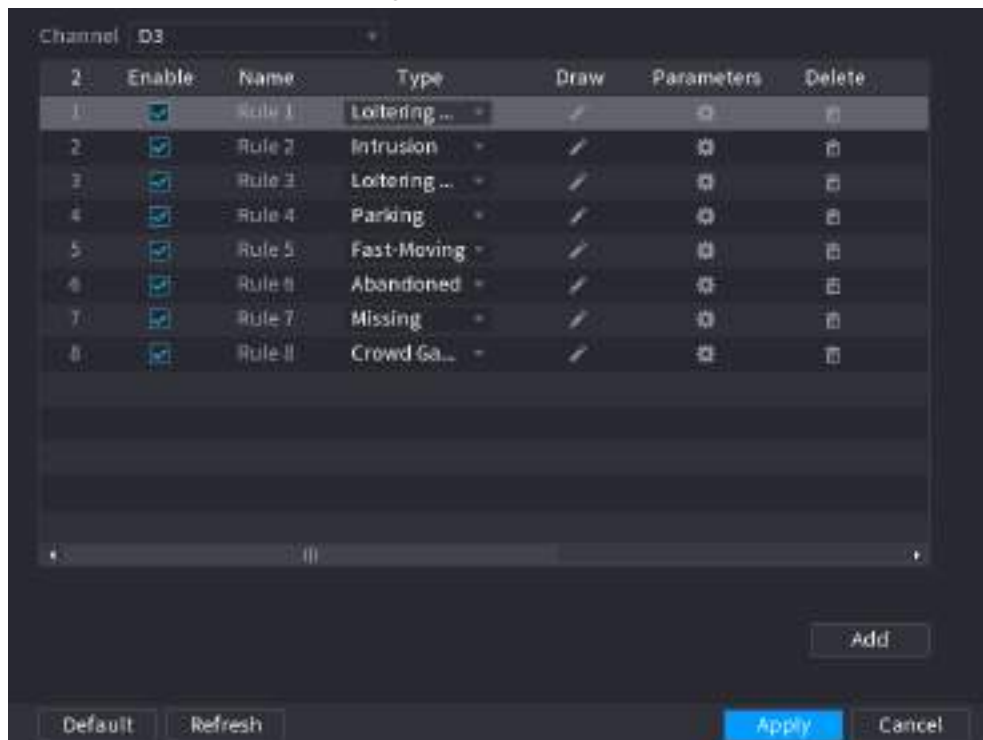 Channel D3
2 Enable Name Type Draw Parameters Delete
1 Rule 1 Loitering ...
2 Rule 2 Intrusion
3 Rule 3 Loitering ...
4 Rule 4 Parking
5 Rule 5 Fast-Moving
6 Rule 6 Abandoned
7 Rule 7 Missing
8 Rule 8 Crowd Ga...
Add
Default Refresh Apply Cancel